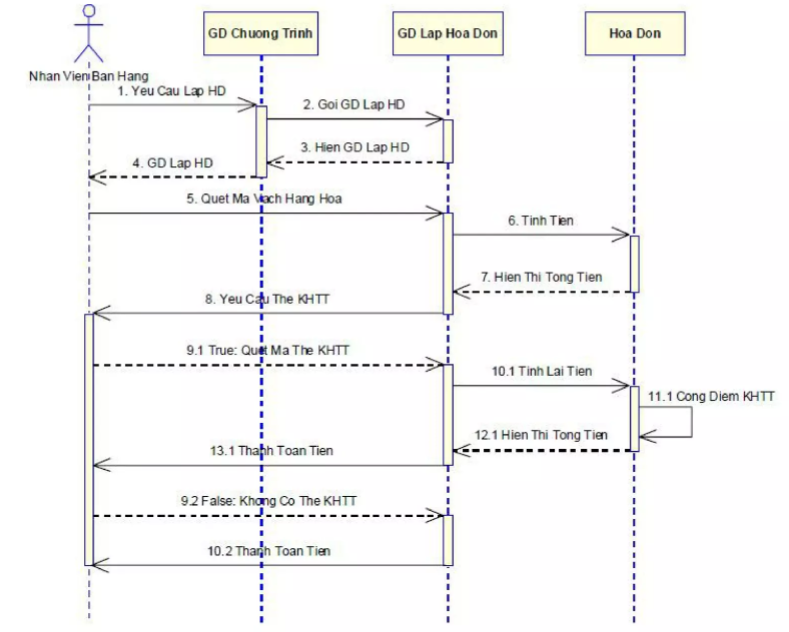 GD Chuong Trinh
GD Lap Hoa Don
Hoa Don
Nhan Vien Ban Hang
1. Yeu Cau Lap HD
2. Goi GD Lap HD
3. Hien GD Lap HD
4. GD Lap HD
5. Quet Ma Vach Hang Hoa
6. Tinh Tien
7. Hien Thi Tong Tien
8. Yeu Cau The KHTT
9.1 True: Quet Ma The KHTT
10.1 Tinh Lai Tien
11.1 Cong Diem KHTT
12.1 Hien Thi Tong Tien
13.1 Thanh Toan Tien
9.2 False: Khong Co The KHTT
10.2 Thanh Toan Tien